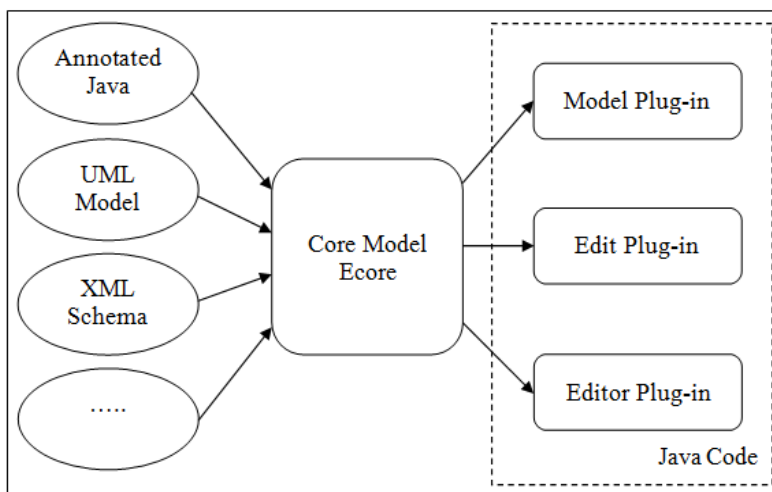 Annotated
Java
UML
Model
XML
Schema
.....
Core Model
Ecore
Model Plug-in
Edit Plug-in
Editor Plug-in
Java Code